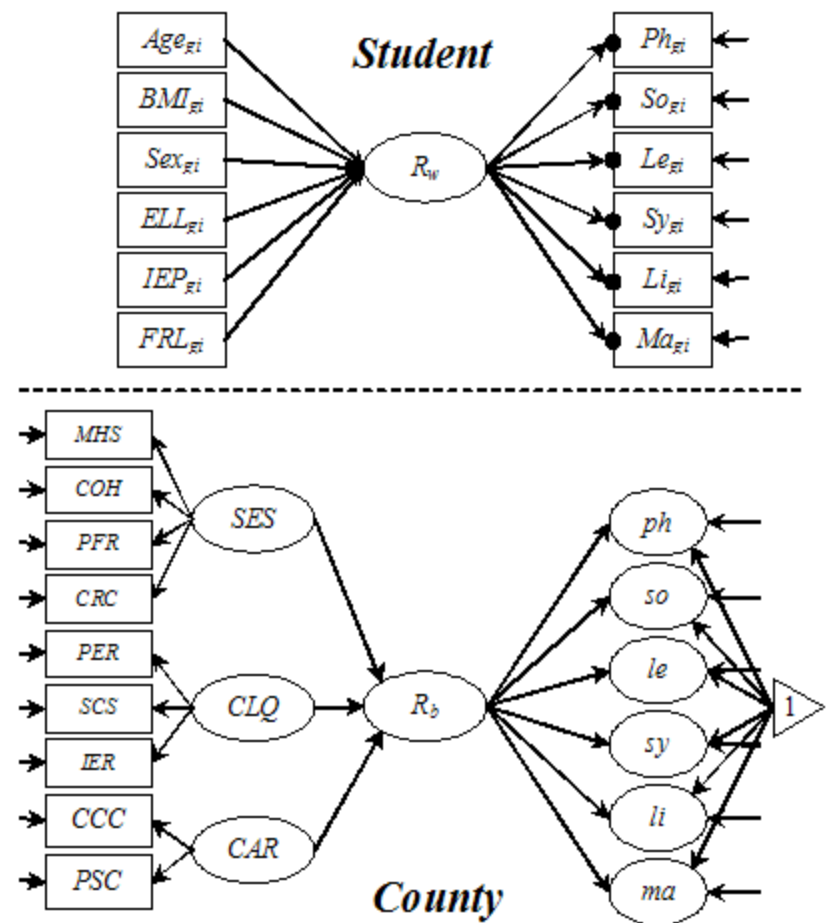 Student
Age_gi
BMI_gi
Sex_gi
ELL_gi
IEP_gi
FRL_gi
R_w
Ph_gi
So_gi
Le_gi
Sy_gi
Li_gi
Ma_gi
MHS
COH
PFR
CRC
PER
SCS
IER
CCC
PSC
SES
CLQ
CAR
R_b
ph
so
le
sy
li
ma
1
County